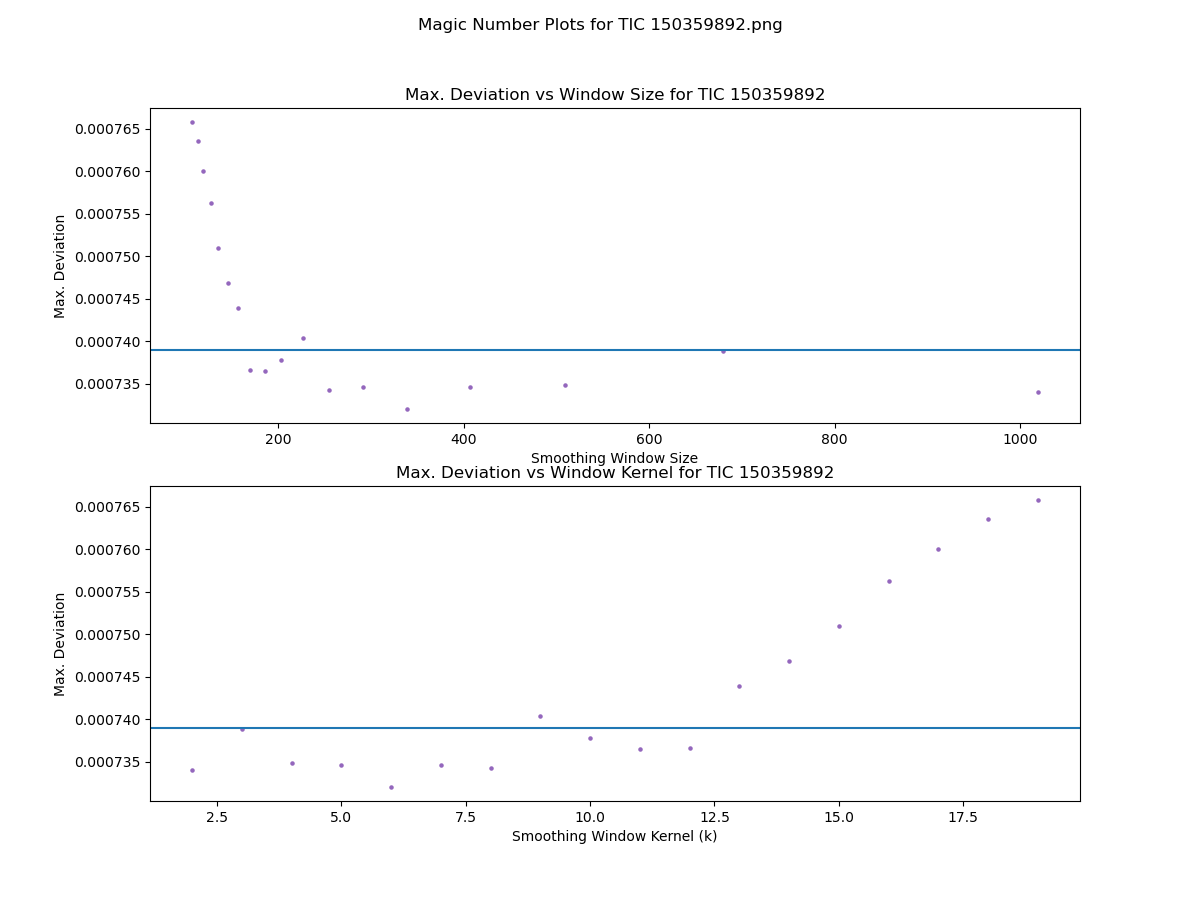 Magic Number Plots for TIC 150359892.png
Max. Deviation vs Window Size for TIC 150359892
0.000765
0.000760
0.000755
0.000750
0.000745
0.000740
0.000735
Max. Deviation
200 400 600 800 1000
Smoothing Window Size
Max. Deviation vs Window Kernel for TIC 150359892
0.000765
0.000760
0.000755
0.000750
0.000745
0.000740
0.000735
Max. Deviation
2.5 5.0 7.5 10.0 12.5 15.0 17.5
Smoothing Window Kernel (k)